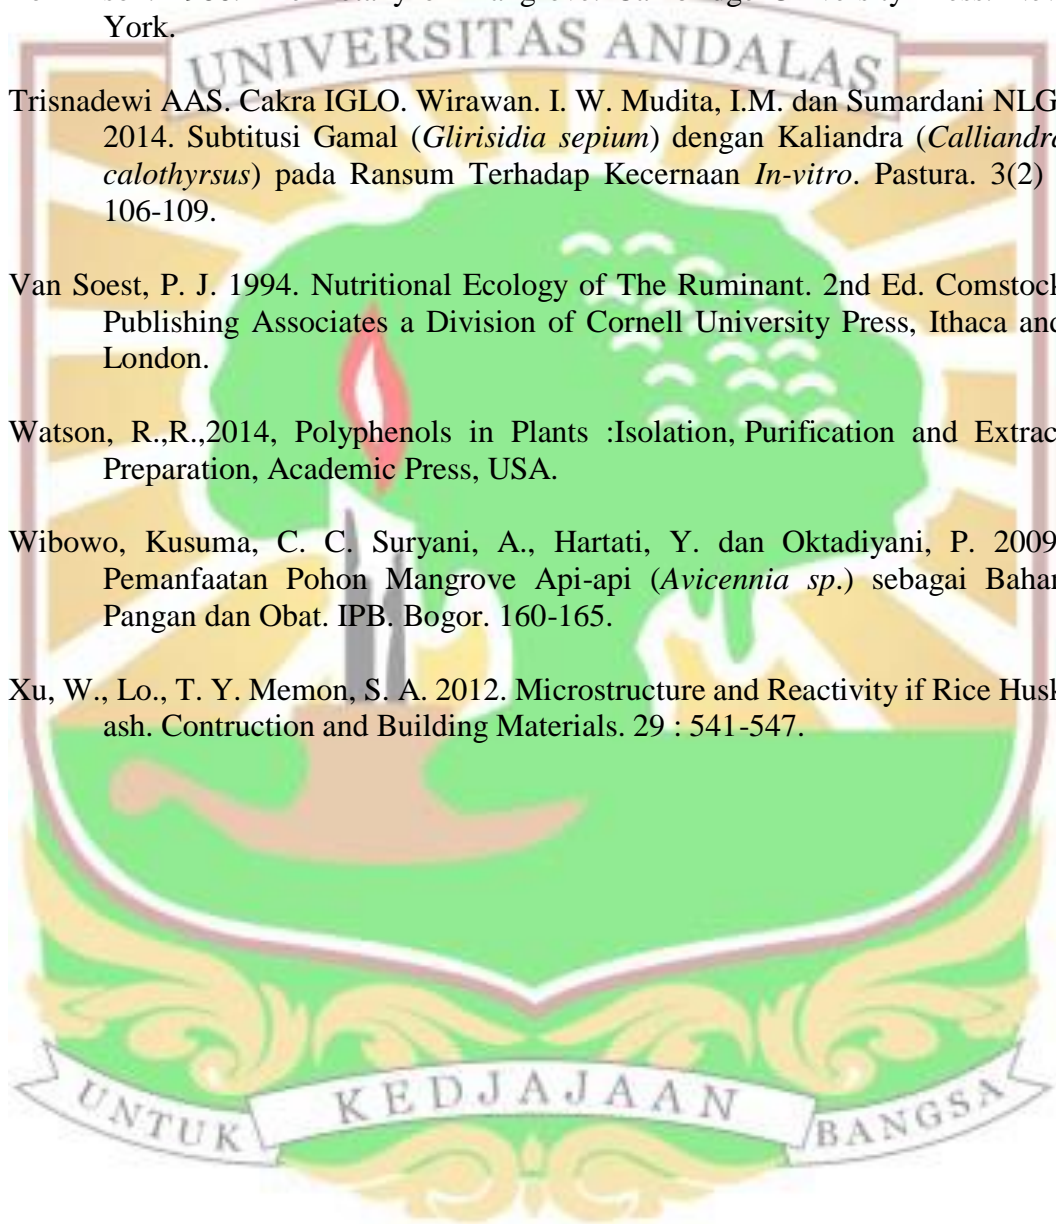 York.
UNIVERSITAS ANDALAS
Trisnadewi AAS. Cakra IGLO. Wirawan. I. W. Mudita, I.M. dan Sumardani NLG
2014. Subtitusi Gamal (Glirisidia sepium) dengan Kaliandra (Calliandra
calothyrsus) pada Ransum Terhadap Kecernaan In-vitro. Pastura. 3(2)
106-109.
Van Soest, P. J. 1994. Nutritional Ecology of The Ruminant. 2nd Ed. Comstock
Publishing Associates a Division of Cornell University Press, Ithaca and
London.
Watson, R.,R.,2014, Polyphenols in Plants :Isolation, Purification and Extrac
Preparation, Academic Press, USA.
Wibowo, Kusuma, C. C. Suryani, A., Hartati, Y. dan Oktadiyani, P. 2009
Pemanfaatan Pohon Mangrove Api-api (Avicennia sp.) sebagai Bahan
Pangan dan Obat. IPB. Bogor. 160-165.
Xu, W., Lo., T. Y. Memon, S. A. 2012. Microstructure and Reactivity if Rice Husk
ash. Contruction and Building Materials. 29 : 541-547.
UNTUK KEDJAJAAN BANGSA